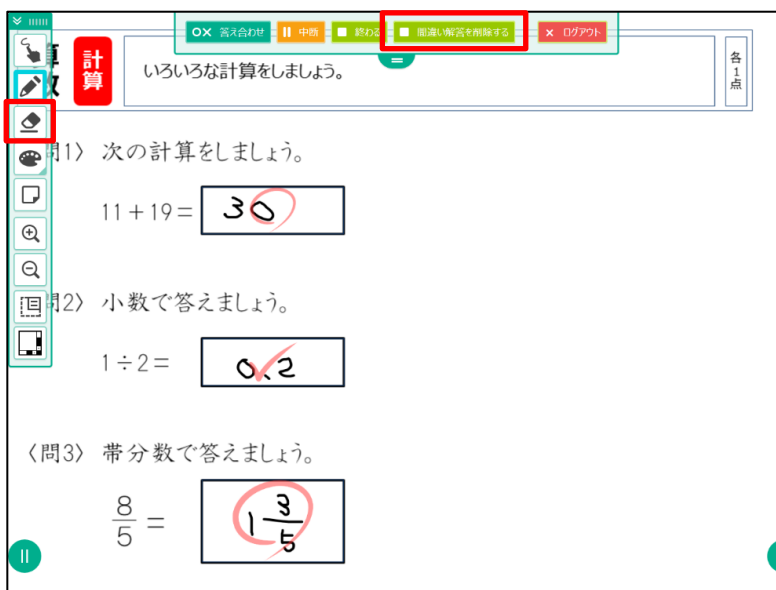 OX 答え合わせ 中断 終わる 間違い解答を削除する × ログアウト
算数 計算 いろいろな計算をしましょう。 各1点
問1〉 次の計算をしましょう。
11+19= 30
問2〉 小数で答えましょう。
1÷2= 0.2
〈問3〉 帯分数で答えましょう。
8/5 = 1 3/5